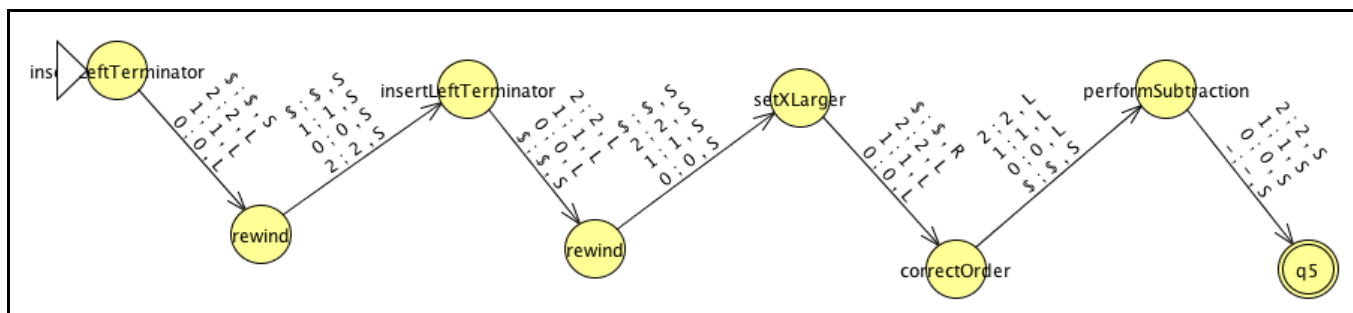 insertLeftTerminator
$ ; $ , S
2 ; 2 , L
1 ; 1 , L
0 ; 0 , L
rewind
$ ; $ , S
1 ; 1 , S
0 ; 0 , S
2 ; 2 , S
insertLeftTerminator
2 ; 2 , L
1 ; 1 , L
0 ; 0 , L
$ ; $ , S
rewind
$ ; $ , S
2 ; 2 , S
1 ; 1 , S
0 ; 0 , S
setXLarger
$ ; $ , R
2 ; 2 , L
1 ; 1 , L
0 ; 0 , L
correctOrder
2 ; 2 , L
1 ; 1 , L
0 ; 0 , L
$ ; $ , S
performSubtraction
2 ; 2 , S
1 ; 1 , S
0 ; 0 , S
- ; - , S
q5